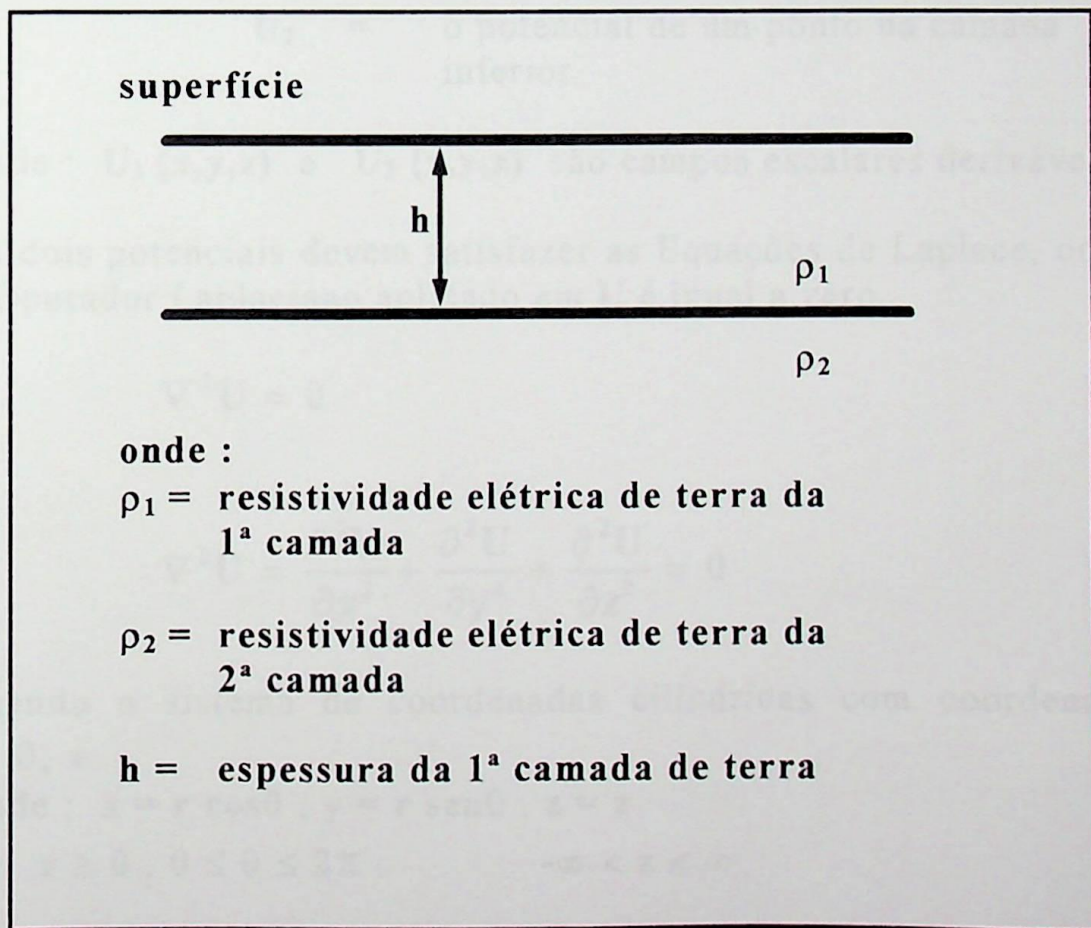 superfície
h
ρ₁
ρ₂
onde :
ρ₁ = resistividade elétrica de terra da
1ª camada
ρ₂ = resistividade elétrica de terra da
2ª camada
h = espessura da 1ª camada de terra